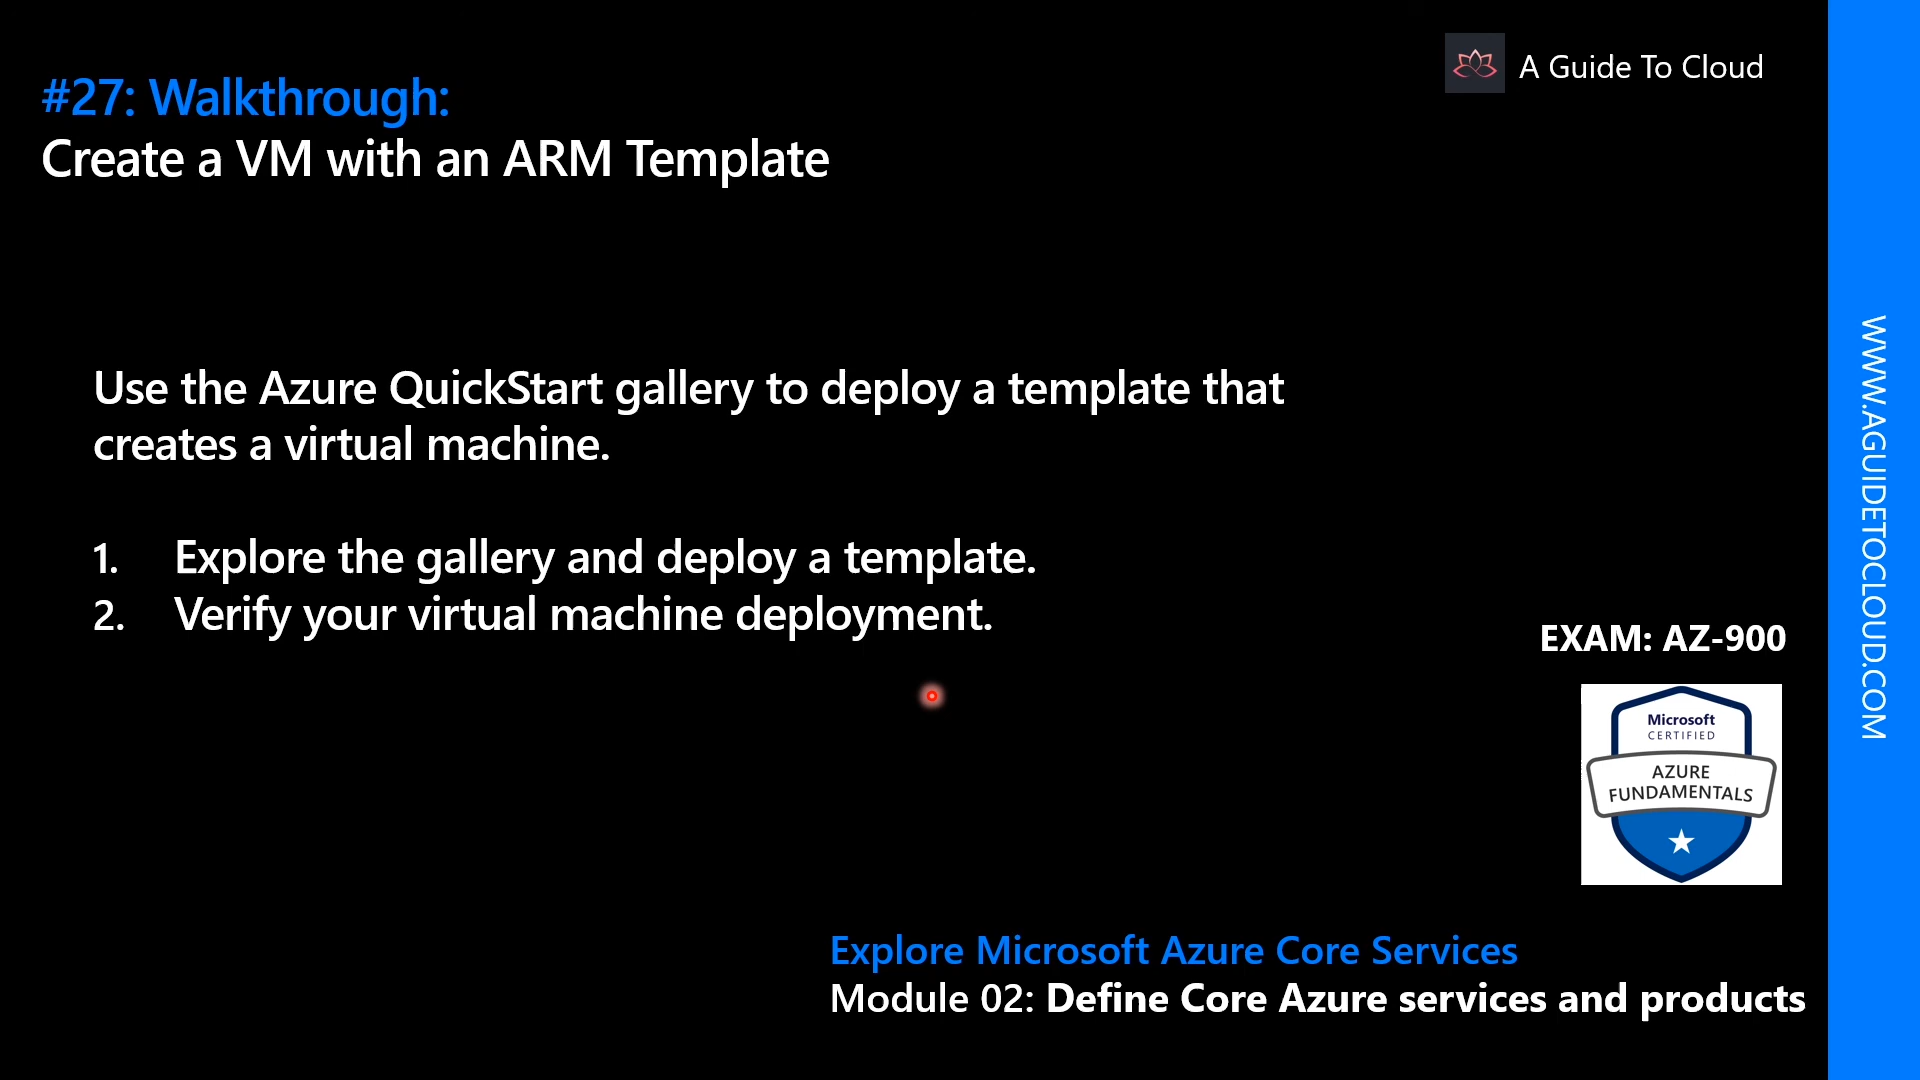 #27: Walkthrough:
Create a VM with an ARM Template
A Guide To Cloud
Use the Azure QuickStart gallery to deploy a template that
creates a virtual machine.
1. Explore the gallery and deploy a template.
2. Verify your virtual machine deployment.
EXAM: AZ-900
Microsoft
CERTIFIED
AZURE
FUNDAMENTALS
Explore Microsoft Azure Core Services
Module 02: Define Core Azure services and products
WWW.AGUIDETOCLOUD.COM